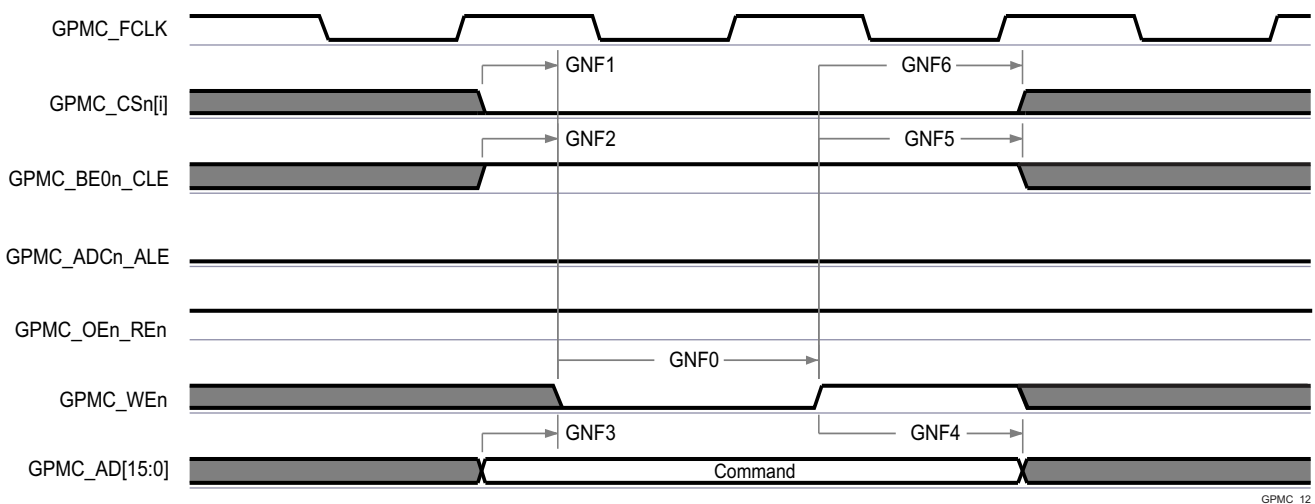 GPMC_FCLK
GNF1
GNF6
GPMC_CSn[i]
GNF2
GNF5
GPMC_BE0n_CLE
GPMC_ADCn_ALE
GPMC_OEn_REn
GNF0
GPMC_WEn
GNF3
GNF4
GPMC_AD[15:0]
Command
GPMC_12